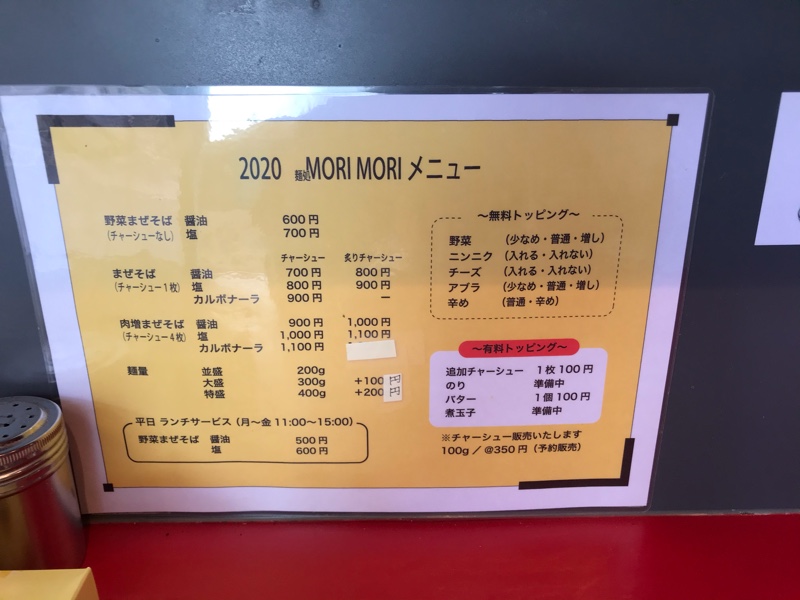 2020 麺処MORI MORI メニュー
野菜まぜそば 醤油 600円
(チャーシューなし) 塩 700円
チャーシュー 炙りチャーシュー
まぜそば 醤油 700円 800円
(チャーシュー1枚) 塩 800円 900円
カルボナーラ 900円 ー
肉増まぜそば 醤油 900円 1,000円
(チャーシュー4枚) 塩 1,000円 1,100円
カルボナーラ 1,100円
麺量 並盛 200g
大盛 300g +100円
特盛 400g +200円
平日 ランチサービス（月〜金 11:00〜15:00）
野菜まぜそば 醤油 500円
塩 600円
〜無料トッピング〜
野菜 （少なめ・普通・増し）
ニンニク （入れる・入れない）
チーズ （入れる・入れない）
アブラ （少なめ・普通・増し）
辛め （普通・辛め）
〜有料トッピング〜
追加チャーシュー 1枚100円
のり 準備中
バター 1個100円
煮玉子 準備中
※チャーシュー販売いたします
100g／@350円（予約販売）